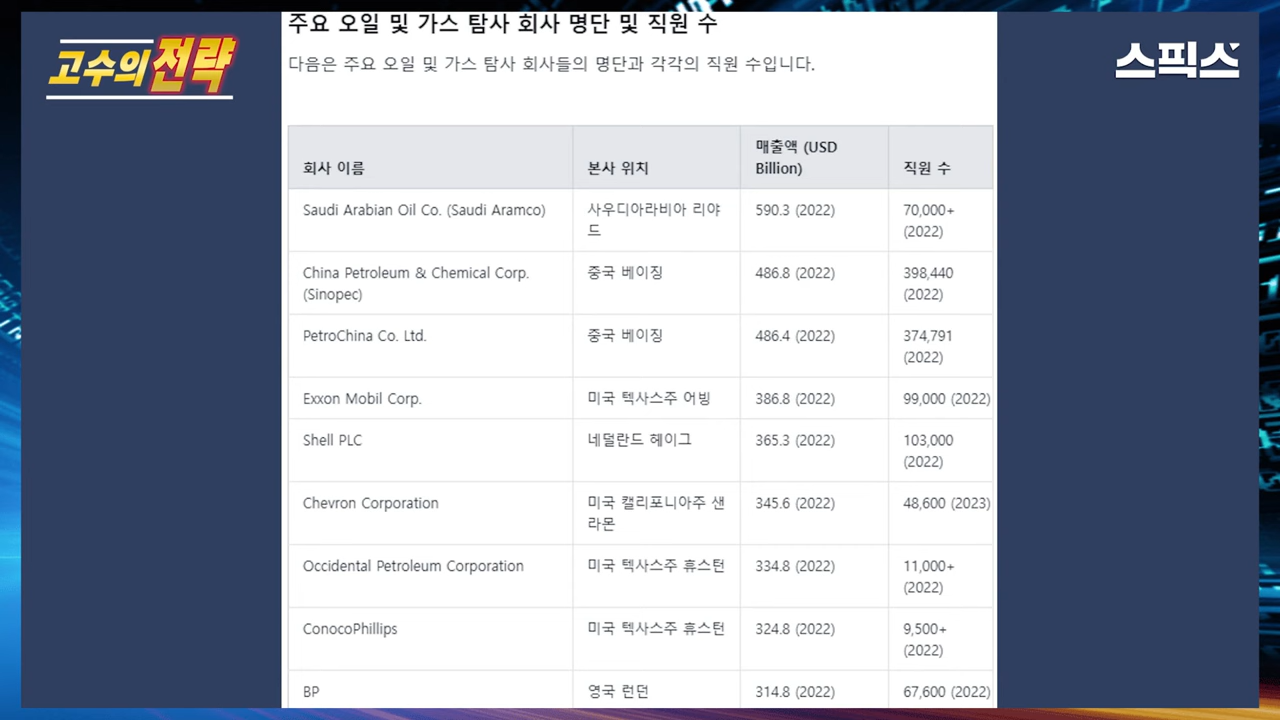 주요 오일 및 가스 탐사 회사 명단 및 직원 수
고수의전략
스픽스
다음은 주요 오일 및 가스 탐사 회사들의 명단과 각각의 직원 수입니다.
회사 이름 본사 위치 매출액 (USD
Billion) 직원 수
Saudi Arabian Oil Co. (Saudi Aramco) 사우디아라비아 리야
드 590.3 (2022) 70,000+
(2022)
China Petroleum & Chemical Corp.
(Sinopec) 중국 베이징 486.8 (2022) 398,440
(2022)
PetroChina Co. Ltd. 중국 베이징 486.4 (2022) 374,791
(2022)
Exxon Mobil Corp. 미국 텍사스주 어빙 386.8 (2022) 99,000 (2022)
Shell PLC 네덜란드 헤이그 365.3 (2022) 103,000
(2022)
Chevron Corporation 미국 캘리포니아주 샌
라몬 345.6 (2022) 48,600 (2023)
Occidental Petroleum Corporation 미국 텍사스주 휴스턴 334.8 (2022) 11,000+
(2022)
ConocoPhillips 미국 텍사스주 휴스턴 324.8 (2022) 9,500+
(2022)
BP 영국 런던 314.8 (2022) 67,600 (2022)